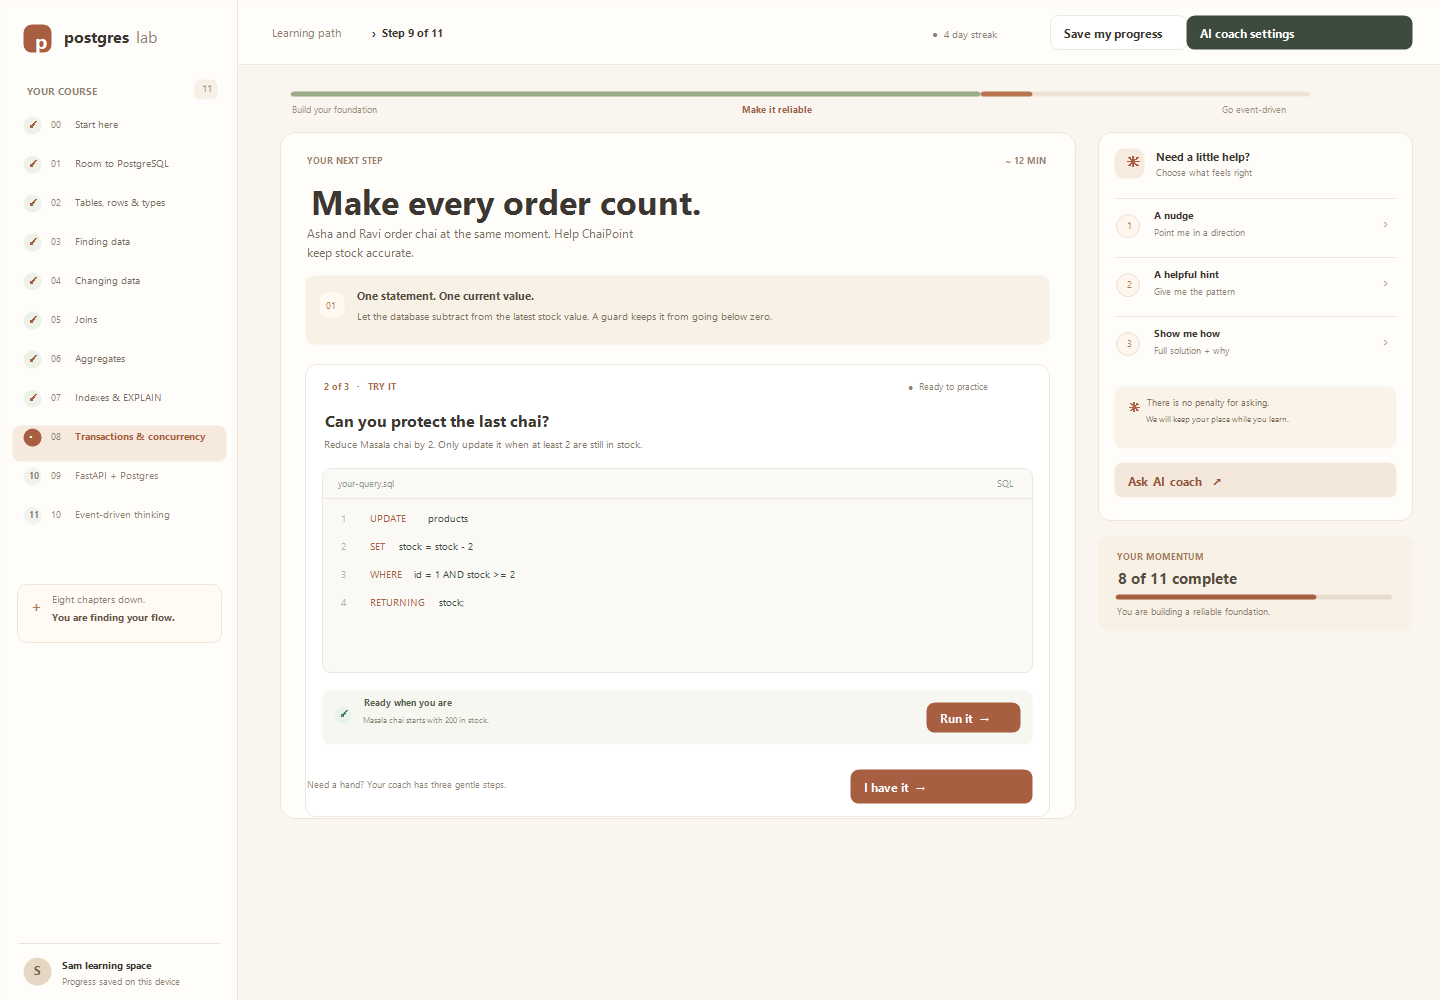 p postgres lab
YOUR COURSE 11
✓ 00 Start here
✓ 01 Room to PostgreSQL
✓ 02 Tables, rows & types
✓ 03 Finding data
✓ 04 Changing data
✓ 05 Joins
✓ 06 Aggregates
✓ 07 Indexes & EXPLAIN
• 08 Transactions & concurrency
10 09 FastAPI + Postgres
11 10 Event-driven thinking
+ Eight chapters down.
You are finding your flow.
S Sam learning space
Progress saved on this device
Learning path › Step 9 of 11
● 4 day streak
Save my progress
AI coach settings
Build your foundation
Make it reliable
Go event-driven
YOUR NEXT STEP
~ 12 MIN
Make every order count.
Asha and Ravi order chai at the same moment. Help ChaiPoint
keep stock accurate.
01 One statement. One current value.
Let the database subtract from the latest stock value. A guard keeps it from going below zero.
2 of 3 · TRY IT
● Ready to practice
Can you protect the last chai?
Reduce Masala chai by 2. Only update it when at least 2 are still in stock.
your-query.sql SQL
1 UPDATE products
2 SET stock = stock - 2
3 WHERE id = 1 AND stock >= 2
4 RETURNING stock;
✓ Ready when you are
Masala chai starts with 200 in stock.
Run it →
Need a hand? Your coach has three gentle steps.
I have it →
Need a little help?
Choose what feels right
1 A nudge ›
Point me in a direction
2 A helpful hint ›
Give me the pattern
3 Show me how ›
Full solution + why
There is no penalty for asking.
We will keep your place while you learn.
Ask AI coach ↗
YOUR MOMENTUM
8 of 11 complete
You are building a reliable foundation.